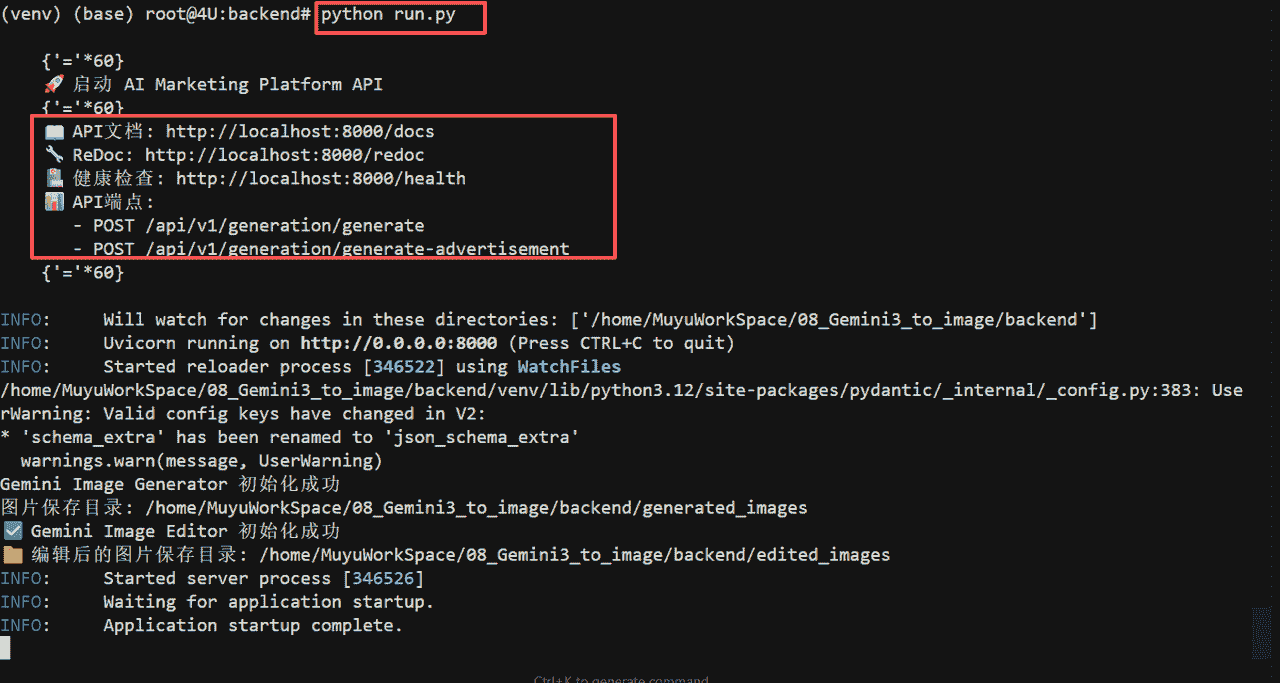 (venv) (base) root@4U:backend# python run.py
{'='*60}
🚀 启动 AI Marketing Platform API
{'='*60}
📖 API文档: http://localhost:8000/docs
🔧 ReDoc: http://localhost:8000/redoc
🏥 健康检查: http://localhost:8000/health
📊 API端点:
- POST /api/v1/generation/generate
- POST /api/v1/generation/generate-advertisement
{'='*60}
INFO:     Will watch for changes in these directories: ['/home/MuyuWorkSpace/08_Gemini3_to_image/backend']
INFO:     Uvicorn running on http://0.0.0.0:8000 (Press CTRL+C to quit)
INFO:     Started reloader process [346522] using WatchFiles
/home/MuyuWorkSpace/08_Gemini3_to_image/backend/venv/lib/python3.12/site-packages/pydantic/_internal/_config.py:383: Use
rWarning: Valid config keys have changed in V2:
* 'schema_extra' has been renamed to 'json_schema_extra'
warnings.warn(message, UserWarning)
Gemini Image Generator 初始化成功
图片保存目录: /home/MuyuWorkSpace/08_Gemini3_to_image/backend/generated_images
☑ Gemini Image Editor 初始化成功
📁 编辑后的图片保存目录: /home/MuyuWorkSpace/08_Gemini3_to_image/backend/edited_images
INFO:     Started server process [346526]
INFO:     Waiting for application startup.
INFO:     Application startup complete.
Ctrl+K to generate command